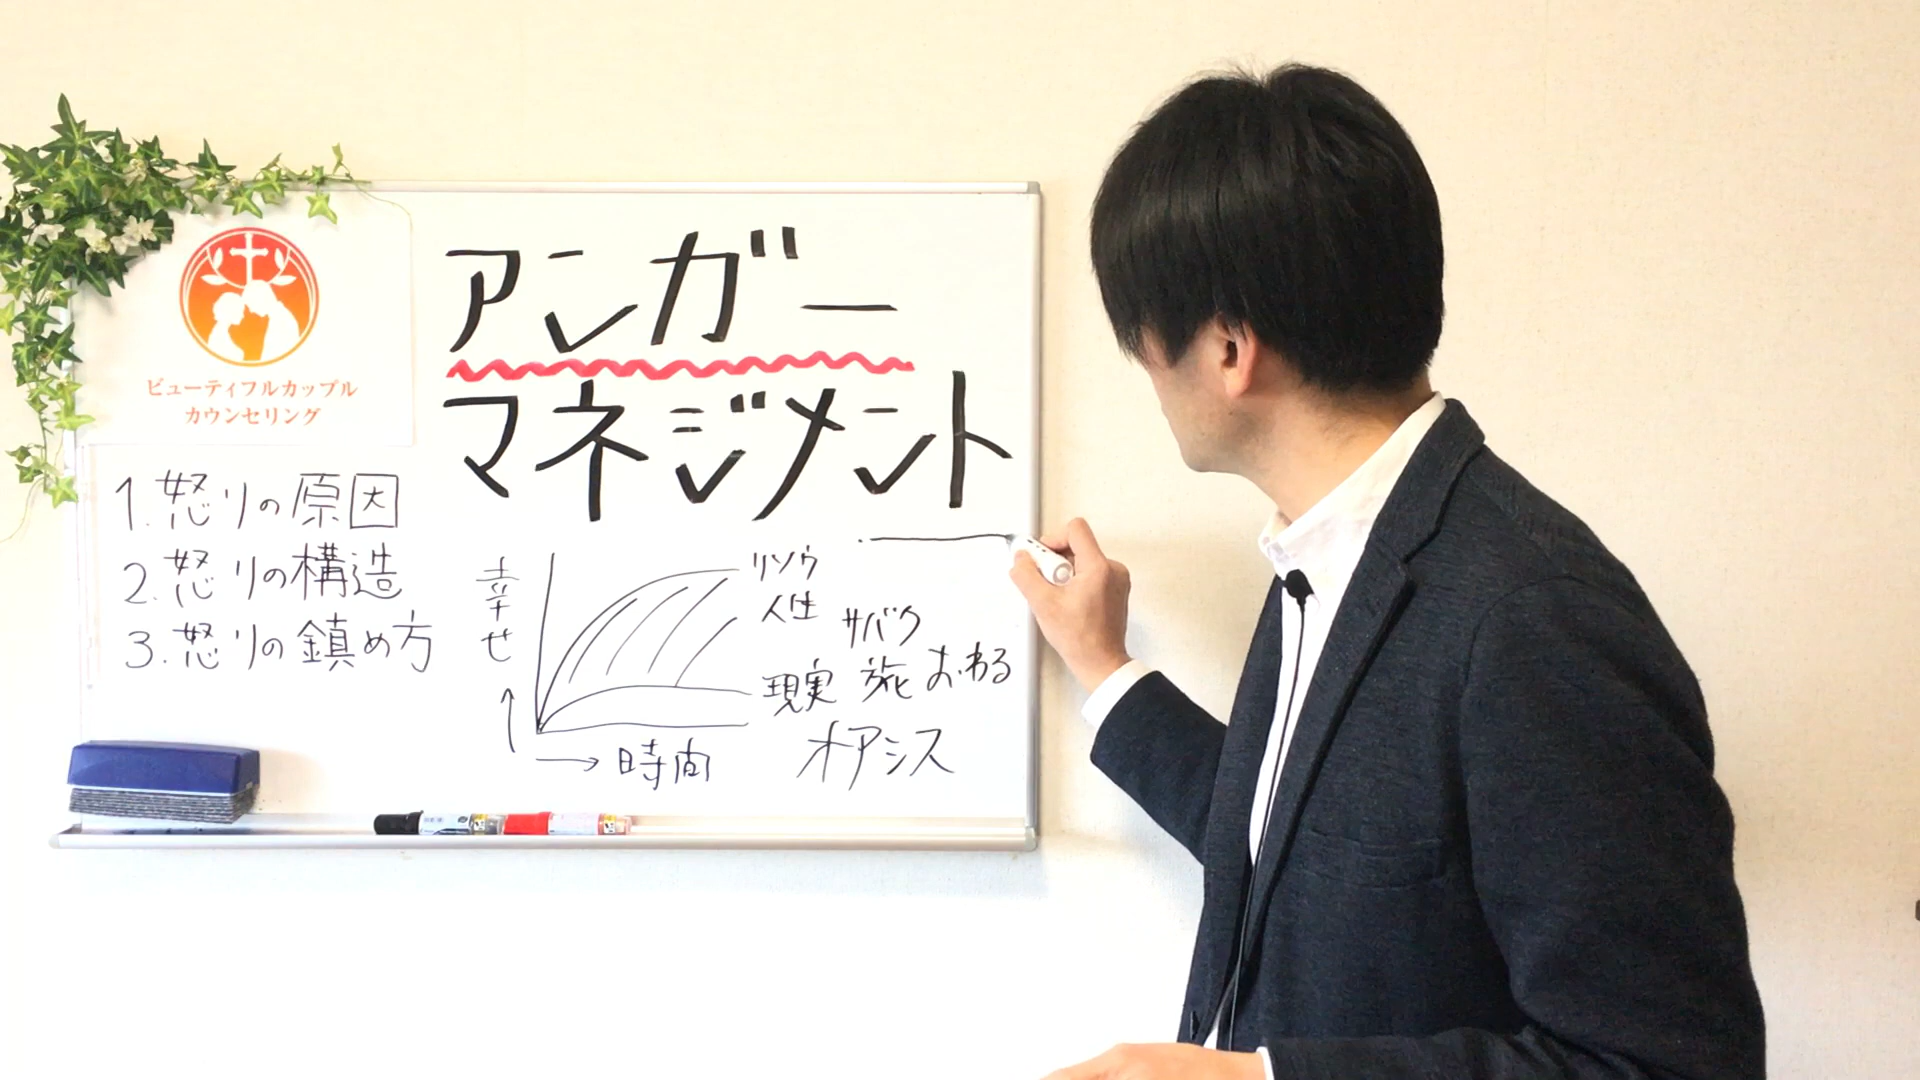 ビューティフルカップル
カウンセリング
アンガー
マネジメント
1. 怒りの原因
2. 怒りの構造
3. 怒りの鎮め方
幸せ
リソウ
人生
サバク
現実 旅 おわる
オアシス
時間